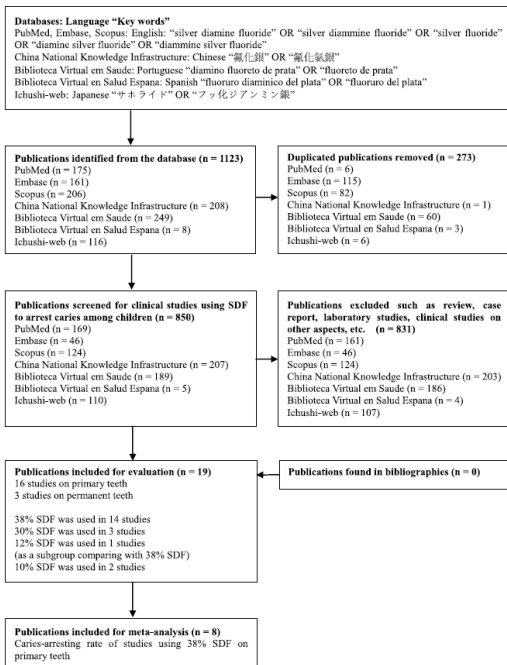 Databases: Language “Key words”
PubMed, Embase, Scopus: English: “silver diamine fluoride” OR “silver diammine fluoride” OR “silver fluoride”
OR “diamine silver fluoride” OR “diammine silver fluoride”
China National Knowledge Infrastructure: Chinese “氟化銀” OR “氟化氨銀”
Biblioteca Virtual em Saude: Portuguese “diamino fluoreto de prata” OR “fluoreto de prata”
Biblioteca Virtual en Salud Espana: Spanish “fluoruro diaminico del plata” OR “fluoruro del plata”
Ichushi-web: Japanese “サホライド” OR “フッ化ジアンミン銀”
Publications identified from the database (n = 1123)
PubMed (n = 175)
Embase (n = 161)
Scopus (n = 206)
China National Knowledge Infrastructure (n = 208)
Biblioteca Virtual em Saude (n = 249)
Biblioteca Virtual en Salud Espana (n = 8)
Ichushi-web (n = 116)
Duplicated publications removed (n = 273)
PubMed (n = 6)
Embase (n = 115)
Scopus (n = 82)
China National Knowledge Infrastructure (n = 1)
Biblioteca Virtual em Saude (n = 60)
Biblioteca Virtual en Salud Espana (n = 3)
Ichushi-web (n = 6)
Publications screened for clinical studies using SDF
to arrest caries among children (n = 850)
PubMed (n = 169)
Embase (n = 46)
Scopus (n = 124)
China National Knowledge Infrastructure (n = 207)
Biblioteca Virtual em Saude (n = 189)
Biblioteca Virtual en Salud Espana (n = 5)
Ichushi-web (n = 110)
Publications excluded such as review, case
report, laboratory studies, clinical studies on
other aspects, etc. (n = 831)
PubMed (n = 161)
Embase (n = 46)
Scopus (n = 124)
China National Knowledge Infrastructure (n = 203)
Biblioteca Virtual em Saude (n = 186)
Biblioteca Virtual en Salud Espana (n = 4)
Ichushi-web (n = 107)
Publications included for evaluation (n = 19)
16 studies on primary teeth
3 studies on permanent teeth
38% SDF was used in 14 studies
30% SDF was used in 3 studies
12% SDF was used in 1 studies
(as a subgroup comparing with 38% SDF)
10% SDF was used in 2 studies
Publications found in bibliographies (n = 0)
Publications included for meta-analysis (n = 8)
Caries-arresting rate of studies using 38% SDF on
primary teeth